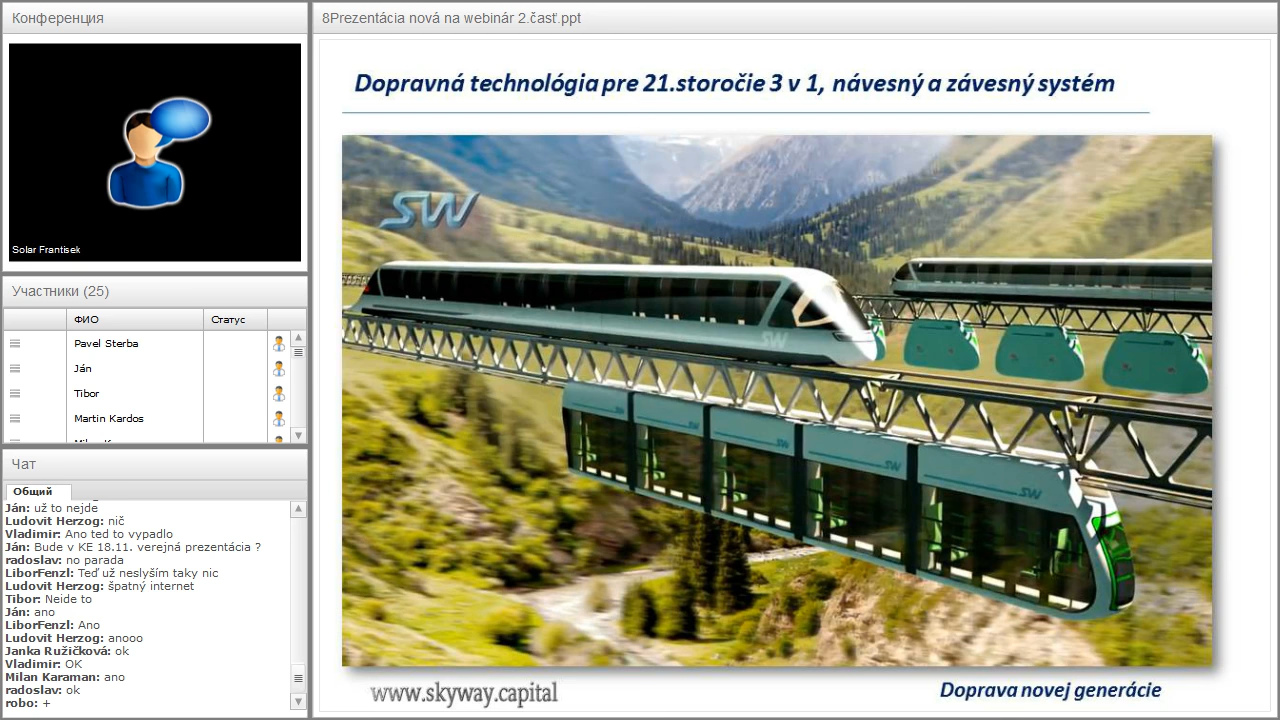 Конференция
Solar Frantisek
Участники (25)
ФИО Статус
Pavel Sterba
Ján
Tibor
Martin Kardos
Чат
Общий
Ján: už to nejde
Ludovit Herzog: nič
Vladimir: Ano ted to vypadlo
Ján: Bude v KE 18.11. verejná prezentácia ?
radoslav: no parada
LiborFenzl: Teď už neslyším taky nic
Ludovit Herzog: špatný internet
Tibor: Nejde to
Ján: ano
LiborFenzl: Ano
Ludovit Herzog: anooo
Janka Ružičková: ok
Vladimir: OK
Milan Karaman: ano
radoslav: ok
robo: +
8Prezentácia nová na webinár 2.časť.ppt
Dopravná technológia pre 21.storočie 3 v 1, návesný a závesný systém
SW
SW
SW
SW
SW
SW
SW
www.skyway.capital
Doprava novej generácie